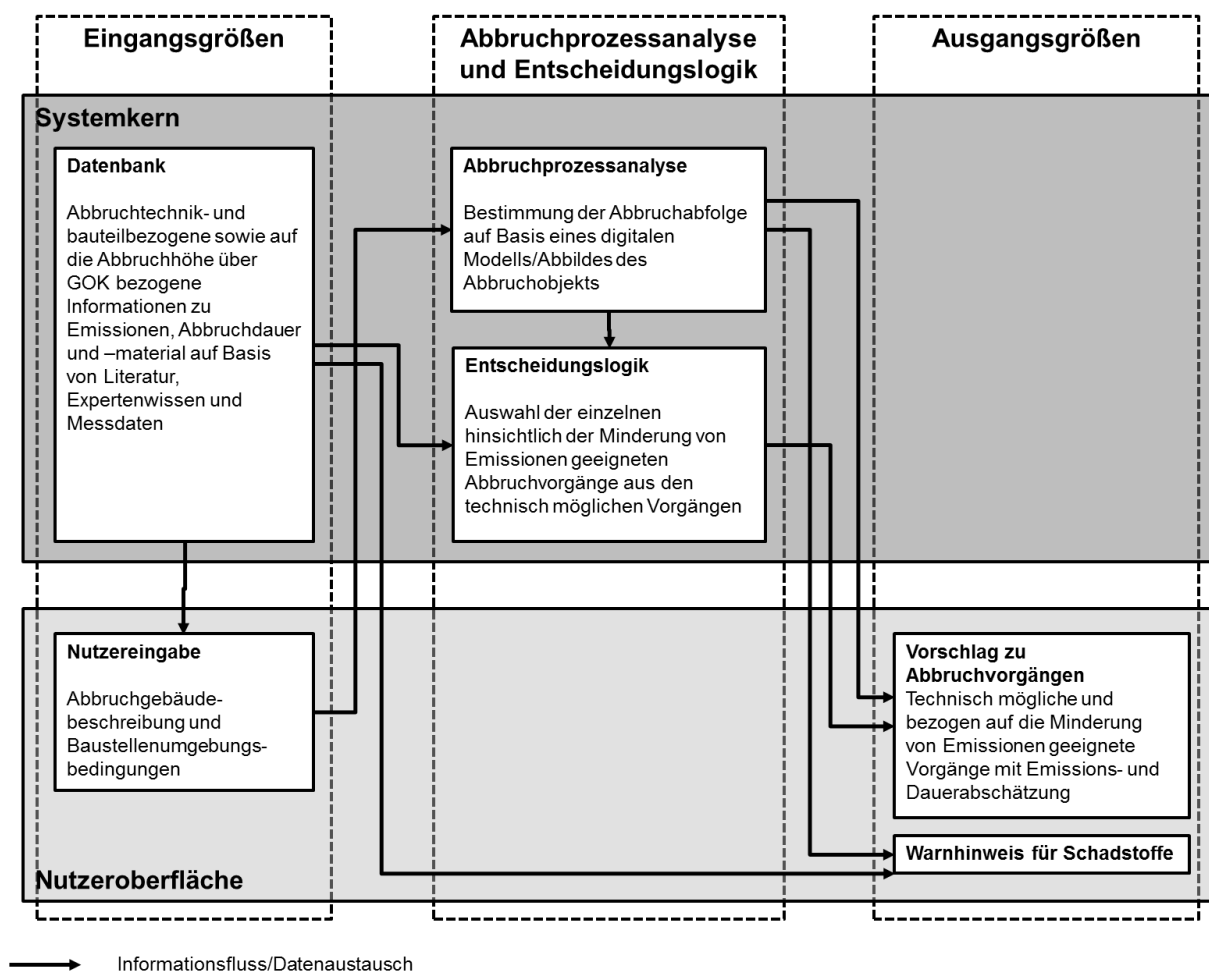 Eingangsgrößen
Abbruchprozessanalyse
und Entscheidungslogik
Ausgangsgrößen
Systemkern
Datenbank
Abbruchtechnik- und
bauteilbezogene sowie auf
die Abbruchhöhe über
GOK bezogene
Informationen zu
Emissionen, Abbruchdauer
und –material auf Basis
von Literatur,
Expertenwissen und
Messdaten
Abbruchprozessanalyse
Bestimmung der Abbruchabfolge
auf Basis eines digitalen
Modells/Abbildes des
Abbruchobjekts
Entscheidungslogik
Auswahl der einzelnen
hinsichtlich der Minderung von
Emissionen geeigneten
Abbruchvorgänge aus den
technisch möglichen Vorgängen
Nutzereingabe
Abbruchgebäude-
beschreibung und
Baustellenumgebungs-
bedingungen
Vorschlag zu
Abbruchvorgängen
Technisch mögliche und
bezogen auf die Minderung
von Emissionen geeignete
Vorgänge mit Emissions- und
Dauerabschätzung
Warnhinweis für Schadstoffe
Nutzeroberfläche
Informationsfluss/Datenaustausch